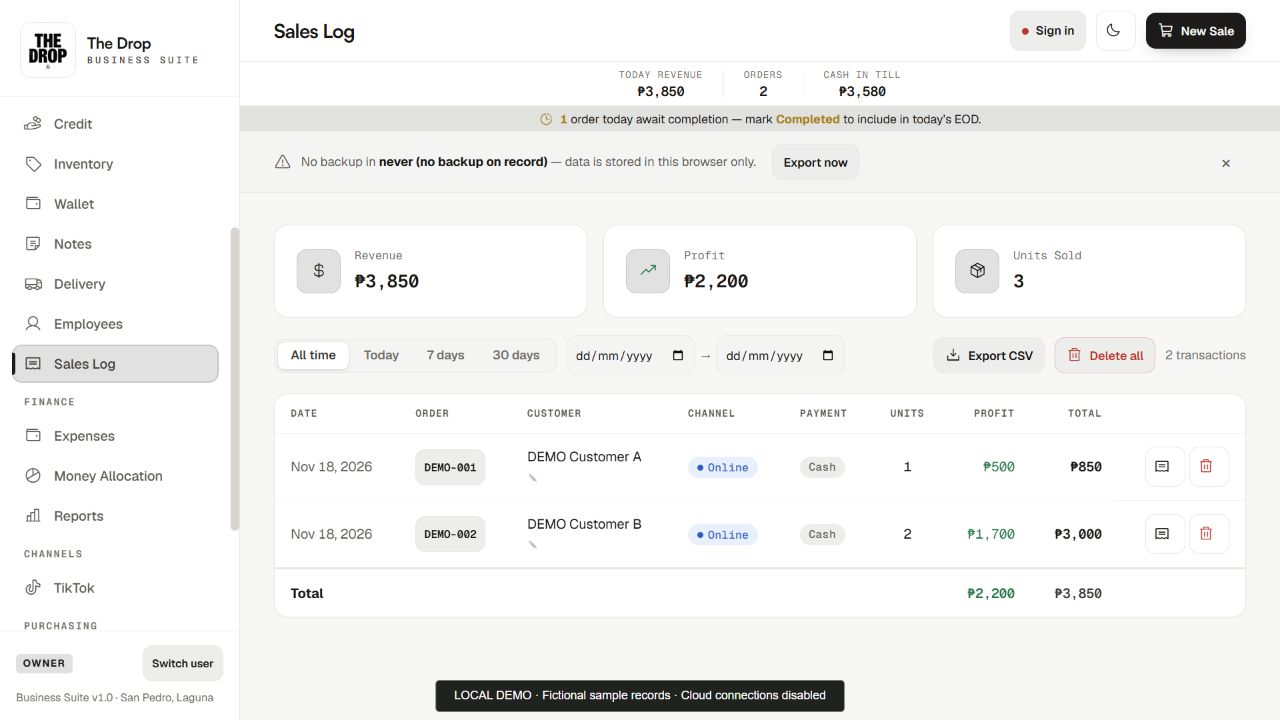 THE
DROP
The Drop
BUSINESS SUITE
Credit
Inventory
Wallet
Notes
Delivery
Employees
Sales Log
FINANCE
Expenses
Money Allocation
Reports
CHANNELS
TikTok
PURCHASING
OWNER
Switch user
Business Suite v1.0 · San Pedro, Laguna
Sales Log
Sign in
New Sale
TODAY REVENUE
₱3,850
ORDERS
2
CASH IN TILL
₱3,580
1 order today await completion — mark Completed to include in today's EOD.
No backup in never (no backup on record) — data is stored in this browser only.
Export now
×
Revenue
₱3,850
Profit
₱2,200
Units Sold
3
All time
Today
7 days
30 days
dd/mm/yyyy → dd/mm/yyyy
Export CSV
Delete all
2 transactions
DATE ORDER CUSTOMER CHANNEL PAYMENT UNITS PROFIT TOTAL
Nov 18, 2026 DEMO-001 DEMO Customer A Online Cash 1 ₱500 ₱850
Nov 18, 2026 DEMO-002 DEMO Customer B Online Cash 2 ₱1,700 ₱3,000
Total ₱2,200 ₱3,850
LOCAL DEMO · Fictional sample records · Cloud connections disabled